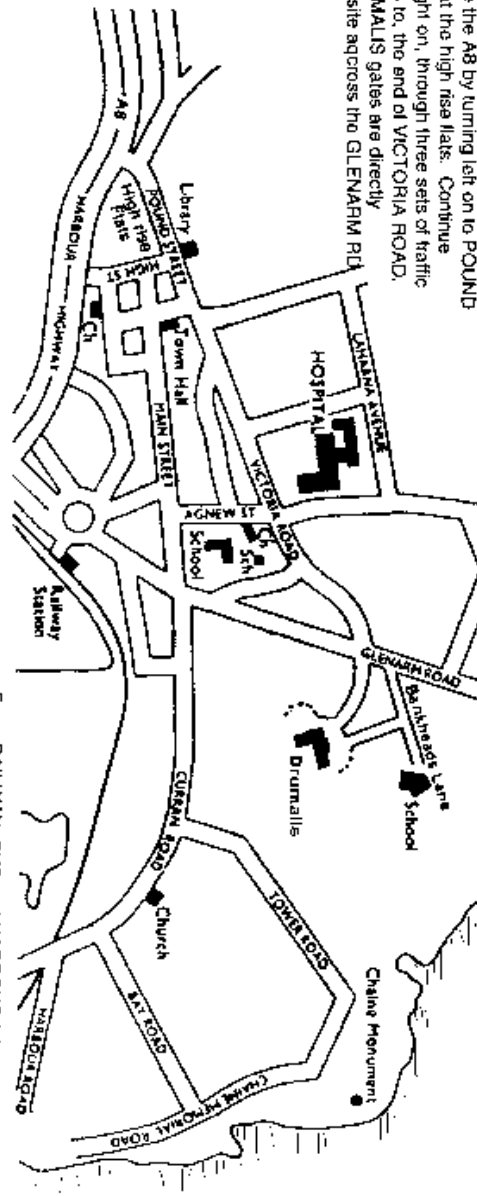 the A8 by turning left on to POUND
at the high rise flats. Continue
ght on, through three sets of traffic
to, the end of VICTORIA ROAD.
MALIS gates are directly
site aqcross the GLENARM RD
A8
HARBOUR HIGHWAY
High rise
Flats
POUND STREET
Library
HIGH ST
Ch
Town Hall
MAIN STREET
LAHARNA AVENUE
HOSPITAL
VICTORIA ROAD
AGNEW ST
Ch
Sch
School
Railway
Station
GLENARM ROAD
Bankheads Lane
School
Drumalis
CURRAN ROAD
Church
TOWER ROAD
BAY ROAD
Chaine Monument
CHAINE MEMORIAL ROAD
HARBOUR ROAD